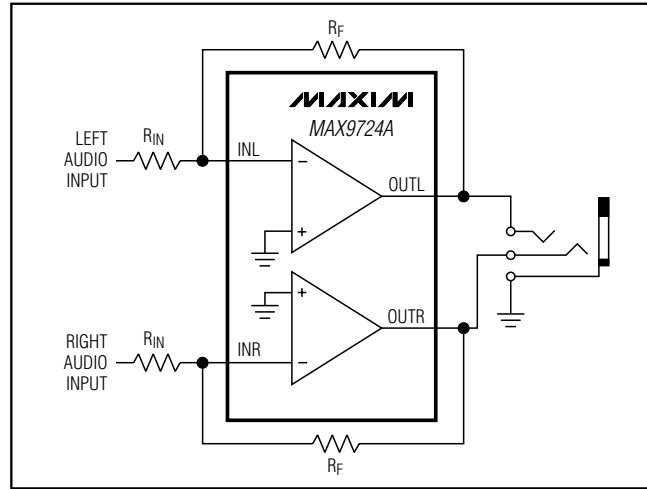 RF
MAXIM
MAX9724A
LEFT
AUDIO
INPUT
RIN
INL
−
+
OUTL
+
−
OUTR
RIGHT
AUDIO
INPUT
RIN
INR
RF